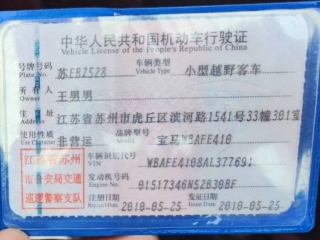 中华人民共和国机动车行驶证
Vehicle License of the People's Republic of China
号牌号码 Plate No. 苏FBZ528 车辆类型 Vehicle Type 小型越野客车
所有人 Owner 王男男
住址 Address 江苏省苏州市虎丘区滨河路1541号33幢301室
使用性质 Use Character 非营运 品牌型号 Model 宝马WBAFE410
江苏省苏州
市公安局交通
巡逻警察支队
车辆识别代号 VIN WBAFE4108AL377691
发动机号码 Engine No. 01517346N52B30BF
注册日期 2010-05-25 发证日期 2010-05-25